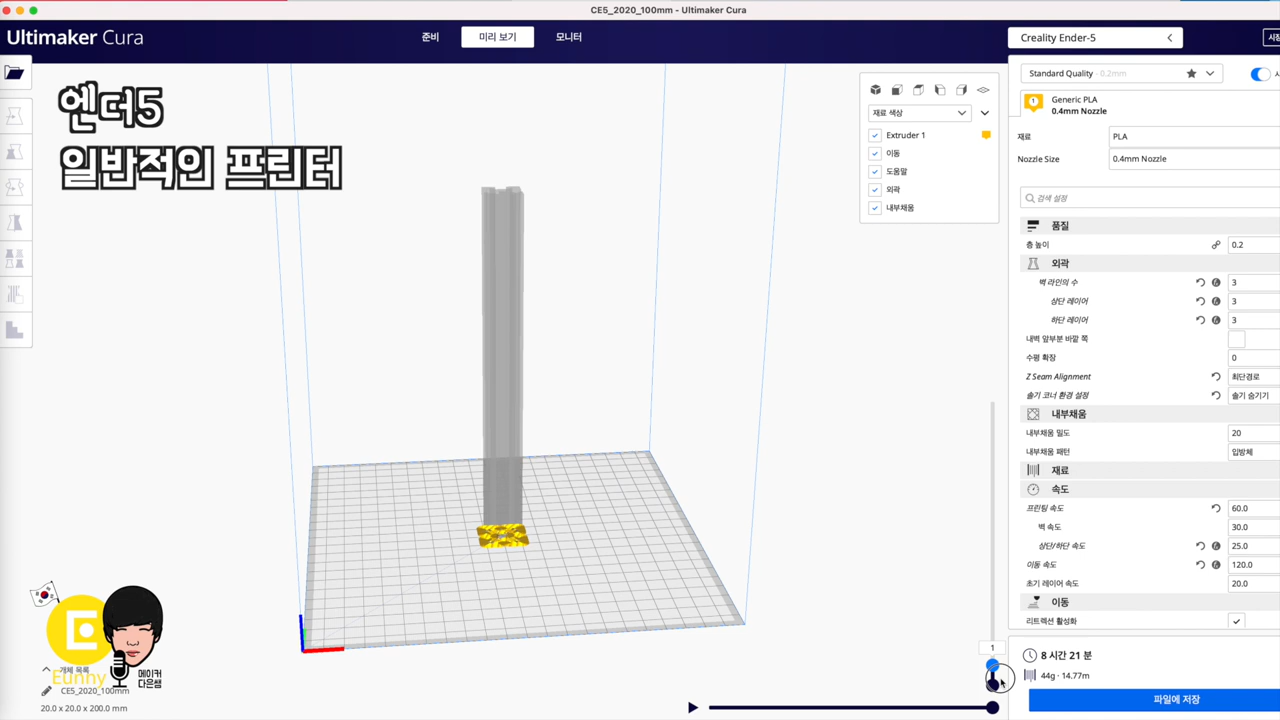 CE5_2020_100mm - Ultimaker Cura
Ultimaker Cura
준비
미리 보기
모니터
Creality Ender-5
엔더5
일반적인 프린터
재료 색상
Extruder 1
이동
도움말
외곽
내부채움
Standard Quality - 0.2mm
1
Generic PLA
0.4mm Nozzle
재료 PLA
Nozzle Size 0.4mm Nozzle
검색 설정
품질
층 높이 0.2
외곽
벽 라인의 수 3
상단 레이어 3
하단 레이어 3
내벽 앞부분 바깥 쪽
수평 확장 0
Z Seam Alignment 최단경로
솔기 코너 환경 설정 솔기 숨기기
내부채움
내부채움 밀도 20
내부채움 패턴 입방체
재료
속도
프린팅 속도 60.0
벽 속도 30.0
상단/하단 속도 25.0
이동 속도 120.0
초기 레이어 속도 20.0
이동
리트렉션 활성화
1
8 시간 21 분
44g · 14.77m
파일에 저장
Eunny
메이커
다은쌤
개체 목록
CE5_2020_100mm
20.0 x 20.0 x 200.0 mm